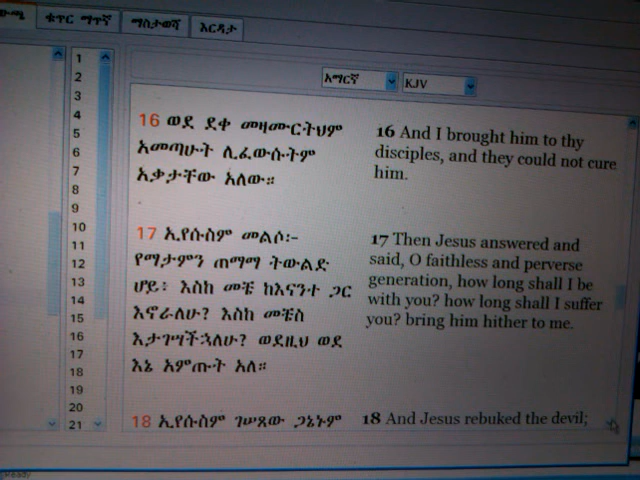 ውጫ ቁጥር ማጥኛ ማስታወሻ እርዳታ
አማርኛ KJV
1
2
3
4
5
6
7
8
9
10
11
12
13
14
15
16
17
18
19
20
21
16 ወደ ደቀ መዛሙርትህም
አመጣሁት ሊፈውሱትም
አቃታቸው አለው።
17 ኢየሱስም መልሶ፡-
የማታምን ጠማማ ትውልድ
ሆይ፥ እስከ መቼ ከእናንተ ጋር
እኖራለሁ? እስከ መቼስ
እታገሣችኋለሁ? ወደዚህ ወደ
እኔ አምጡት አለ።
18 ኢየሱስም ገሠጸው ጋኔኑም
16 And I brought him to thy
disciples, and they could not cure
him.
17 Then Jesus answered and
said, O faithless and perverse
generation, how long shall I be
with you? how long shall I suffer
you? bring him hither to me.
18 And Jesus rebuked the devil;
Ready